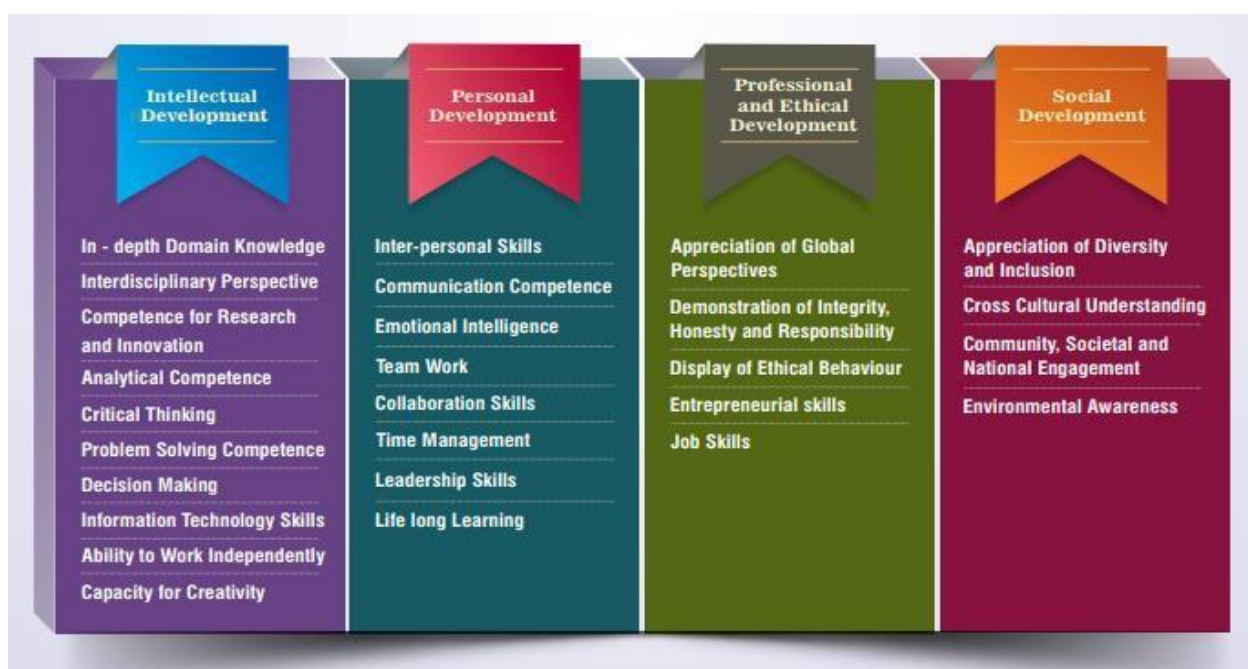 Intellectual
Development
In - depth Domain Knowledge
Interdisciplinary Perspective
Competence for Research
and Innovation
Analytical Competence
Critical Thinking
Problem Solving Competence
Decision Making
Information Technology Skills
Ability to Work Independently
Capacity for Creativity
Personal
Development
Inter-personal Skills
Communication Competence
Emotional Intelligence
Team Work
Collaboration Skills
Time Management
Leadership Skills
Life long Learning
Professional
and Ethical
Development
Appreciation of Global
Perspectives
Demonstration of Integrity,
Honesty and Responsibility
Display of Ethical Behaviour
Entrepreneurial skills
Job Skills
Social
Development
Appreciation of Diversity
and Inclusion
Cross Cultural Understanding
Community, Societal and
National Engagement
Environmental Awareness